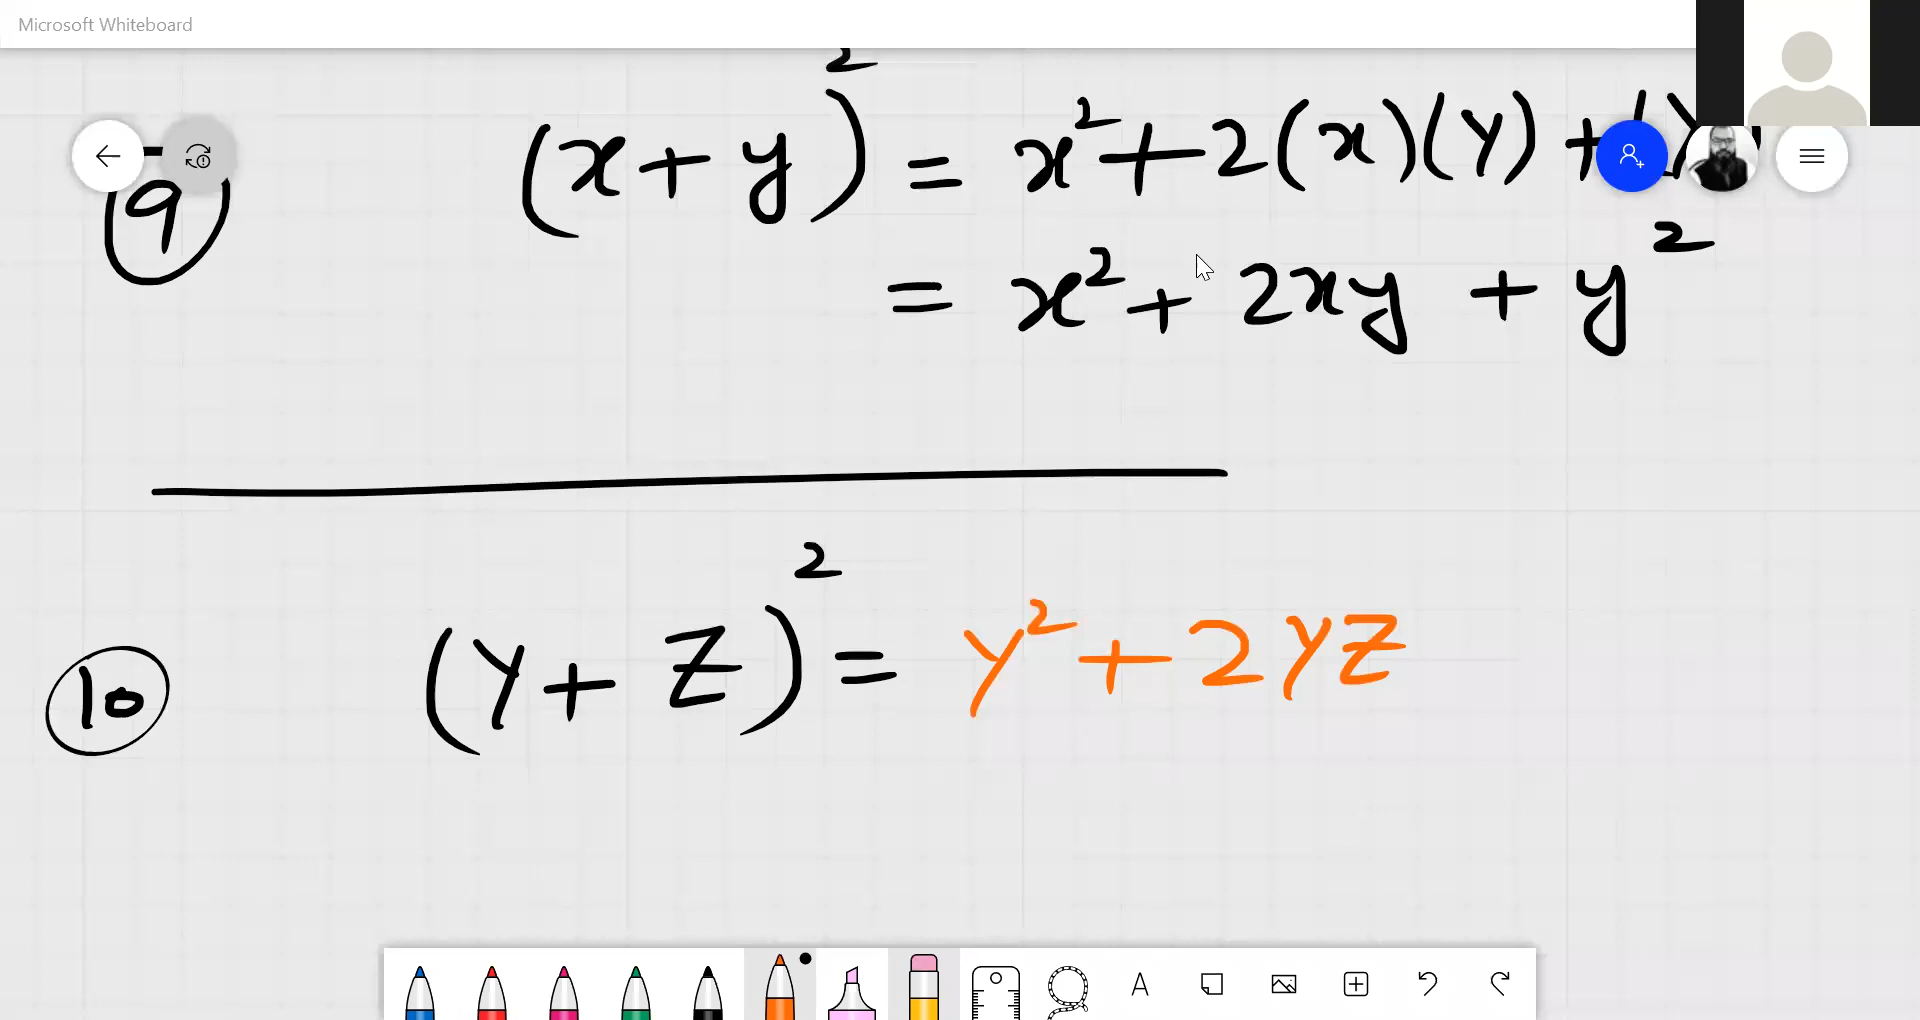 Microsoft Whiteboard
(x + y)² = x² + 2(x)(y) + (y
9
= x² + 2xy + y²
10
(y + z)² = y² + 2yz
A